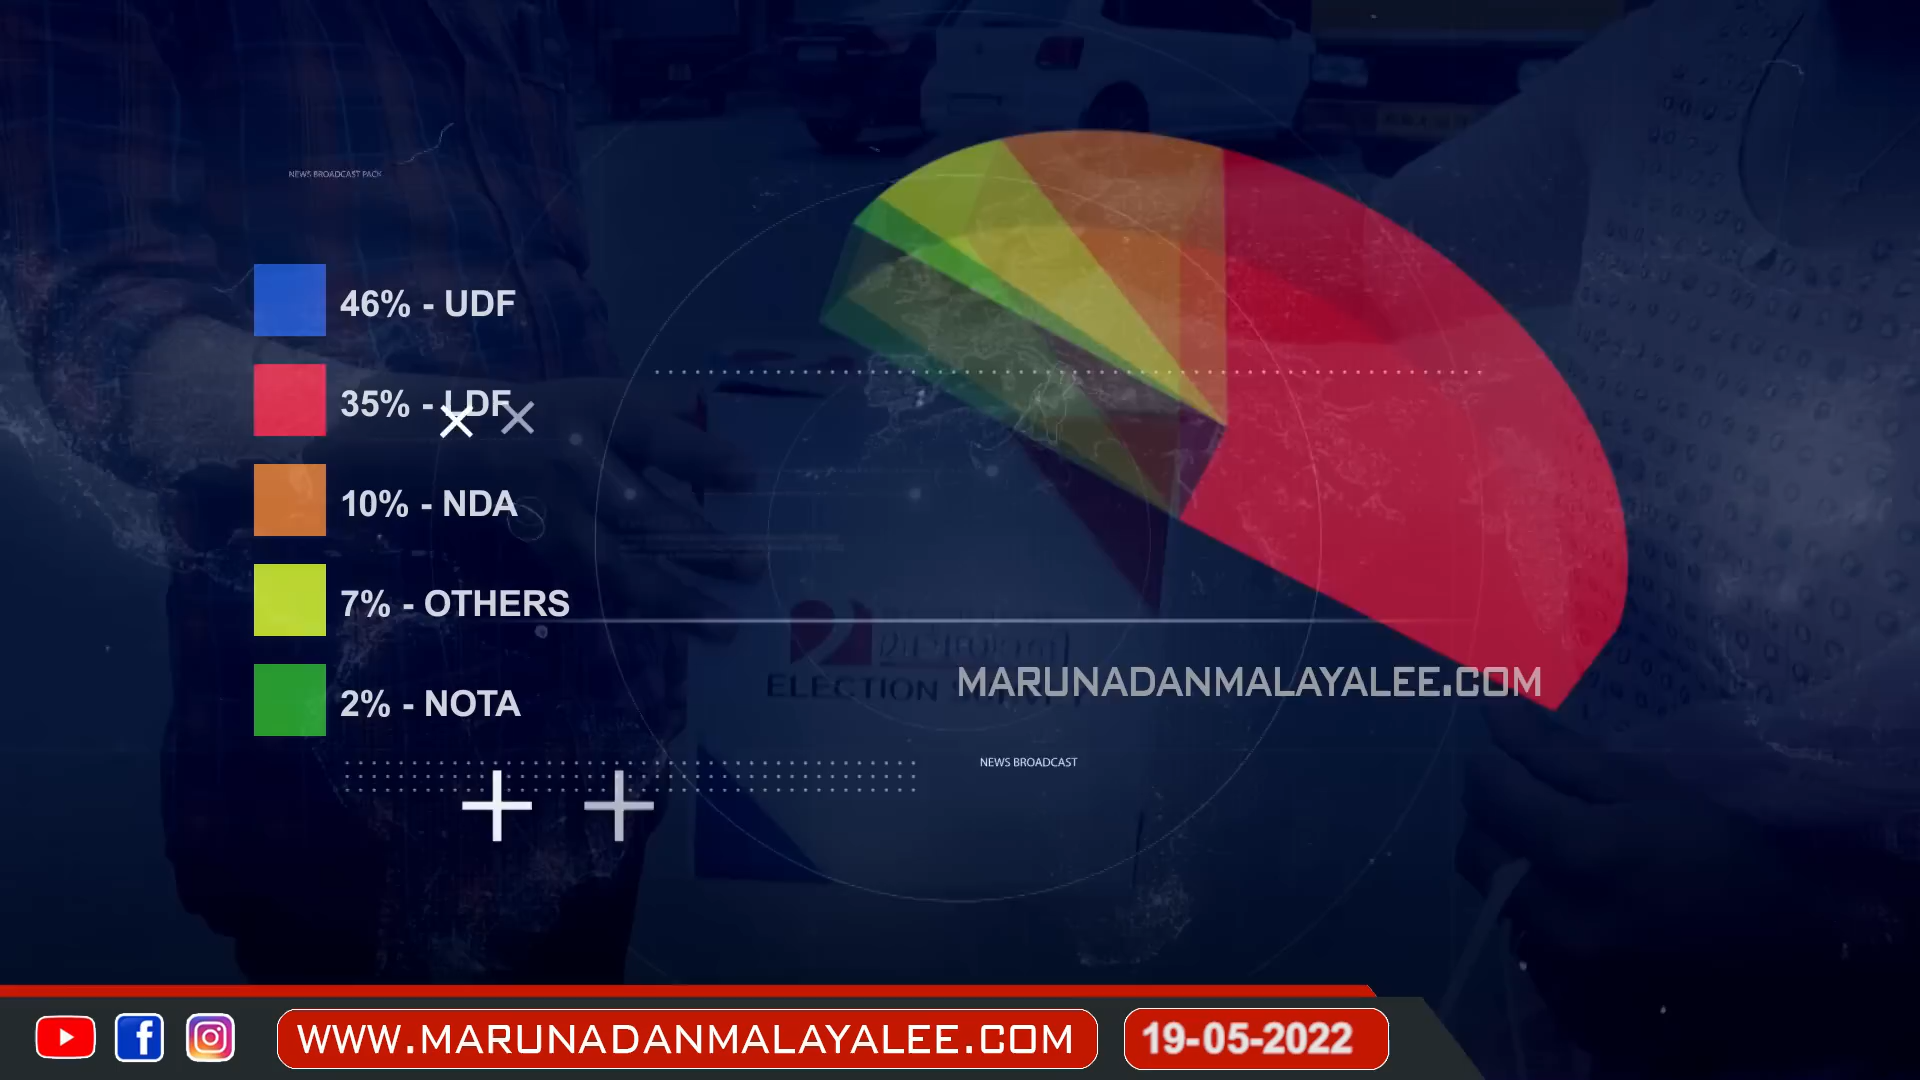 NEWS BROADCAST PACK
46% - UDF
35% - LDF
10% - NDA
7% - OTHERS
2% - NOTA
ELECTION
MARUNADANMALAYALEE.COM
NEWS BROADCAST
WWW.MARUNADANMALAYALEE.COM
19-05-2022